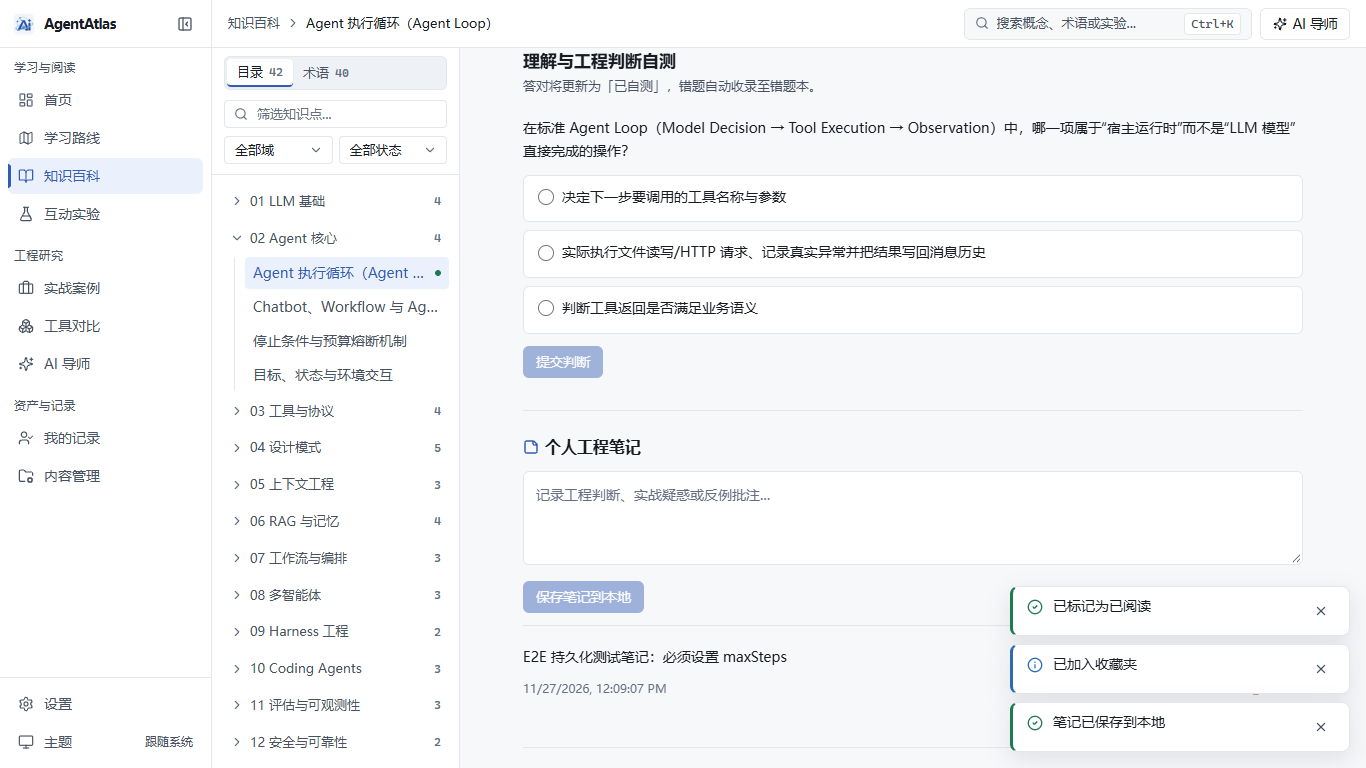 AgentAtlas
学习与阅读
首页
学习路线
知识百科
互动实验
工程研究
实战案例
工具对比
AI 导师
资产与记录
我的记录
内容管理
设置
主题 跟随系统
知识百科 > Agent 执行循环（Agent Loop）
搜索概念、术语或实验... Ctrl+K
AI 导师
目录 42 术语 40
筛选知识点...
全部域 全部状态
01 LLM 基础 4
02 Agent 核心 4
Agent 执行循环（Agent ...
Chatbot、Workflow 与 Ag...
停止条件与预算熔断机制
目标、状态与环境交互
03 工具与协议 4
04 设计模式 5
05 上下文工程 3
06 RAG 与记忆 4
07 工作流与编排 3
08 多智能体 3
09 Harness 工程 2
10 Coding Agents 3
11 评估与可观测性 3
12 安全与可靠性 2
理解与工程判断自测
答对将更新为「已自测」，错题自动收录至错题本。
在标准 Agent Loop（Model Decision → Tool Execution → Observation）中，哪一项属于“宿主运行时”而不是“LLM 模型”
直接完成的操作？
决定下一步要调用的工具名称与参数
实际执行文件读写/HTTP 请求、记录真实异常并把结果写回消息历史
判断工具返回是否满足业务语义
提交判断
个人工程笔记
记录工程判断、实战疑惑或反例批注...
保存笔记到本地
E2E 持久化测试笔记：必须设置 maxSteps
11/27/2026, 12:09:07 PM
已标记为已阅读
已加入收藏夹
笔记已保存到本地